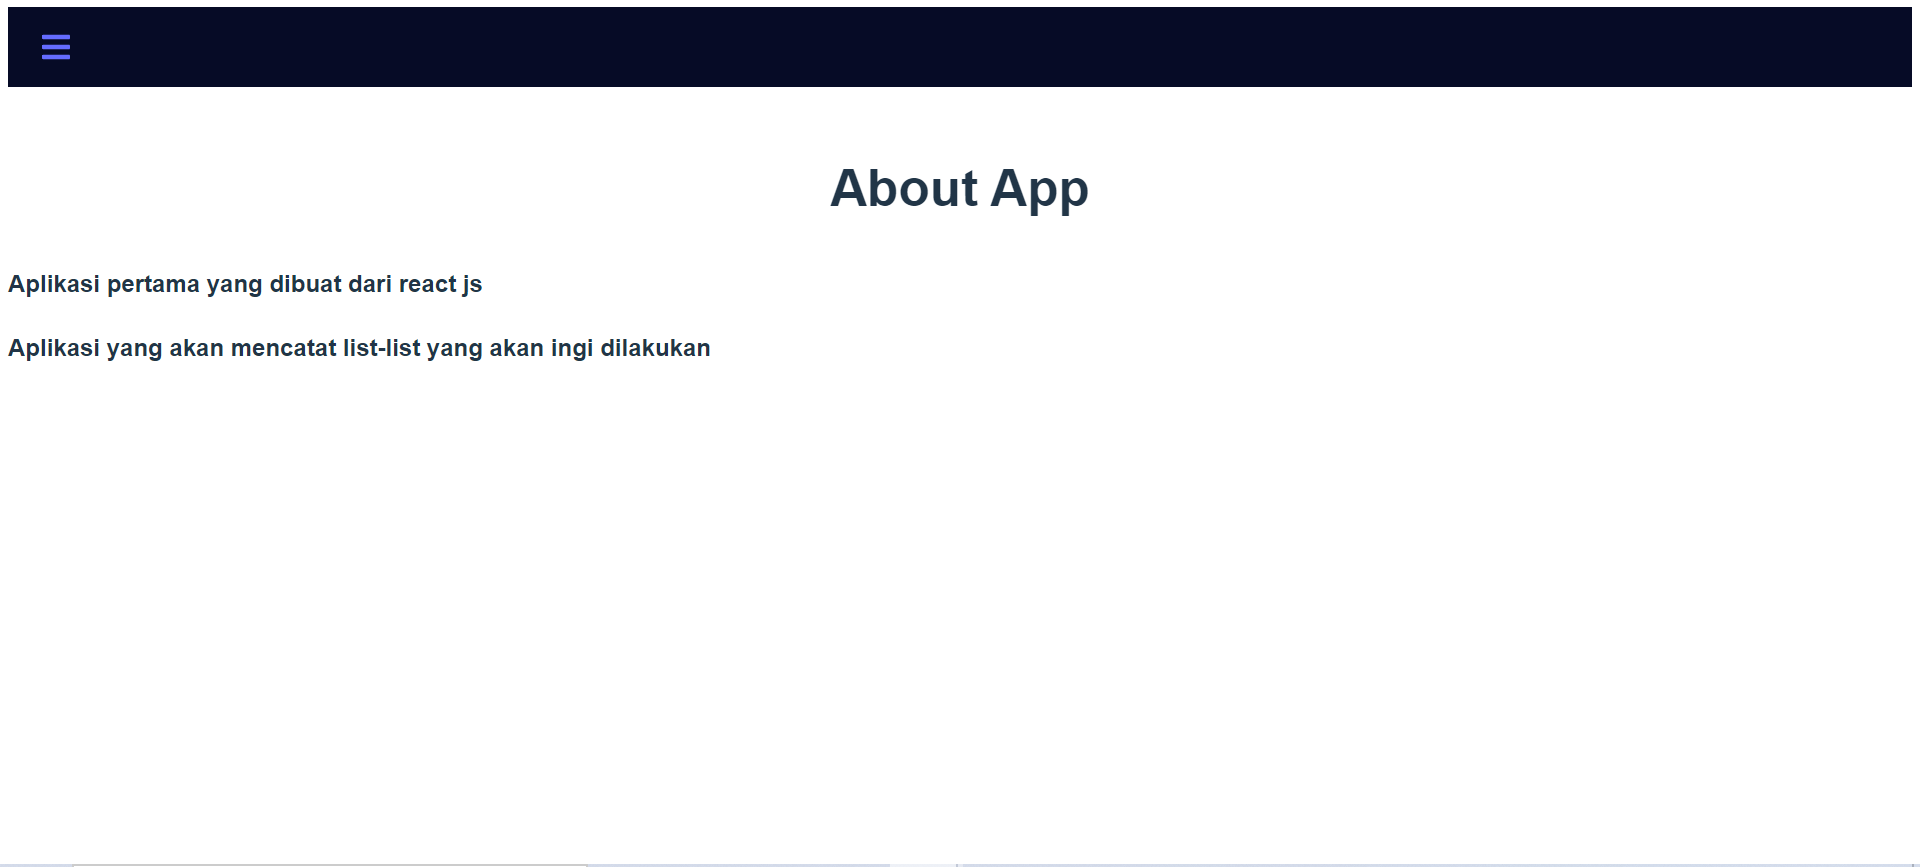 About App
Aplikasi pertama yang dibuat dari react js
Aplikasi yang akan mencatat list-list yang akan ingi dilakukan